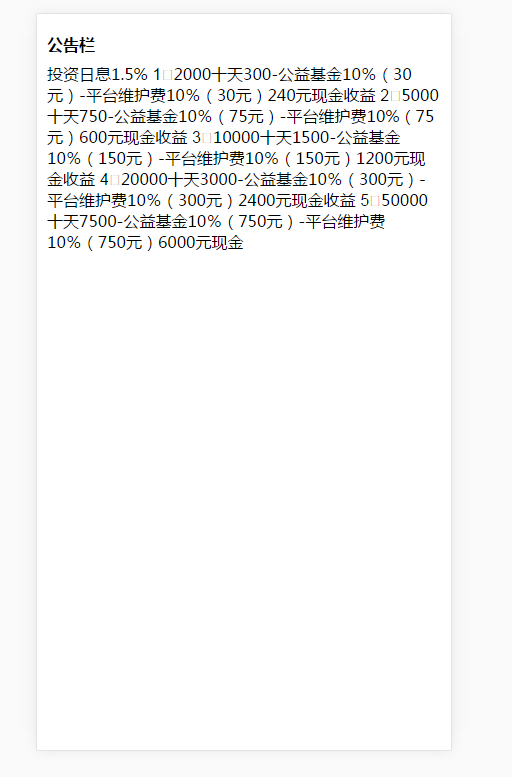 公告栏
投资日息1.5% 1□2000十天300-公益基金10%（30
元）-平台维护费10%（30元）240元现金收益 2□5000
十天750-公益基金10%（75元）-平台维护费10%（75
元）600元现金收益 3□10000十天1500-公益基金
10%（150元）-平台维护费10%（150元）1200元现
金收益 4□20000十天3000-公益基金10%（300元）-
平台维护费10%（300元）2400元现金收益 5□50000
十天7500-公益基金10%（750元）-平台维护费
10%（750元）6000元现金